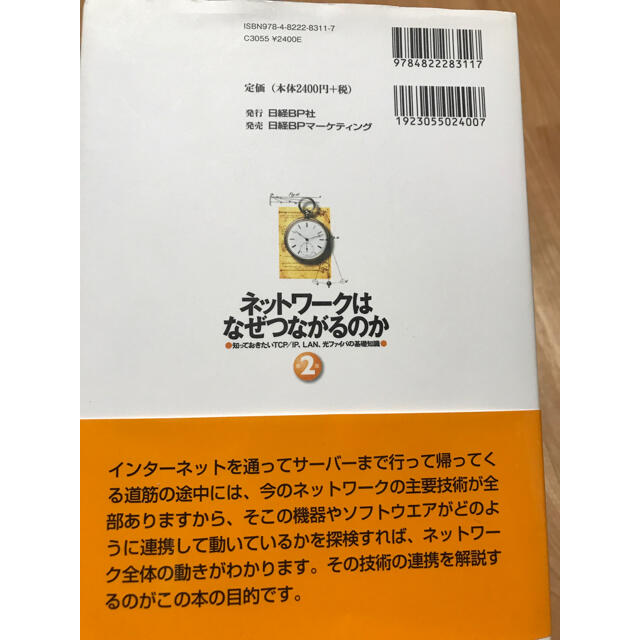 ISBN978-4-8222-8311-7
C3055 ¥2400E
9784822283117
定価（本体2400円+税）
発行 日経BP社
発売 日経BPマーケティング
1923055024007
ネットワークは
なぜつながるのか
●知っておきたいTCP/IP、LAN、光ファイバの基礎知識●
第2版
インターネットを通ってサーバーまで行って帰ってく
る道筋の途中には、今のネットワークの主要技術が全
部ありますから、そこの機器やソフトウエアがどのよ
うに連携して動いているかを探検すれば、ネットワー
ク全体の動きがわかります。その技術の連携を解説す
るのがこの本の目的です。